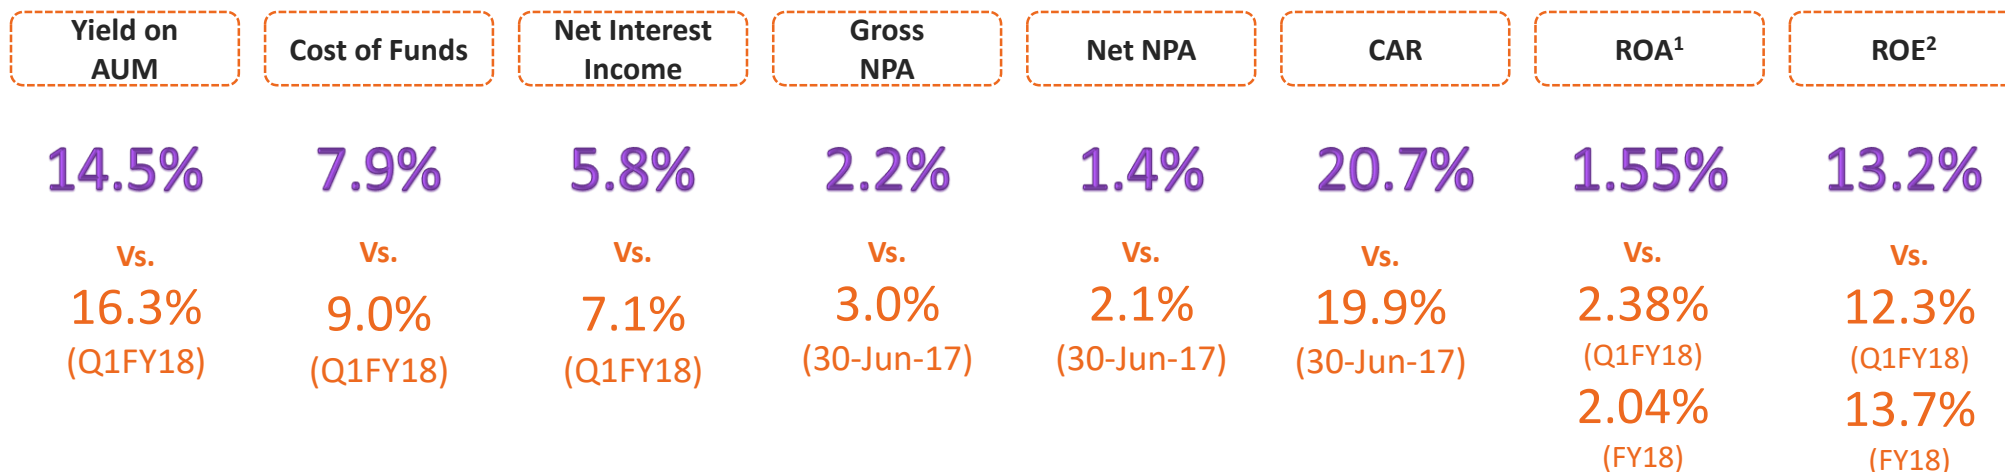 Yield on
AUM
Cost of Funds
Net Interest
Income
Gross
NPA
Net NPA
CAR
ROA¹
ROE²
14.5%
7.9%
5.8%
2.2%
1.4%
20.7%
1.55%
13.2%
Vs.
Vs.
Vs.
Vs.
Vs.
Vs.
Vs.
Vs.
16.3%
9.0%
7.1%
3.0%
2.1%
19.9%
2.38%
12.3%
(Q1FY18)
(Q1FY18)
(Q1FY18)
(30-Jun-17)
(30-Jun-17)
(30-Jun-17)
(Q1FY18)
(Q1FY18)
2.04%
13.7%
(FY18)
(FY18)